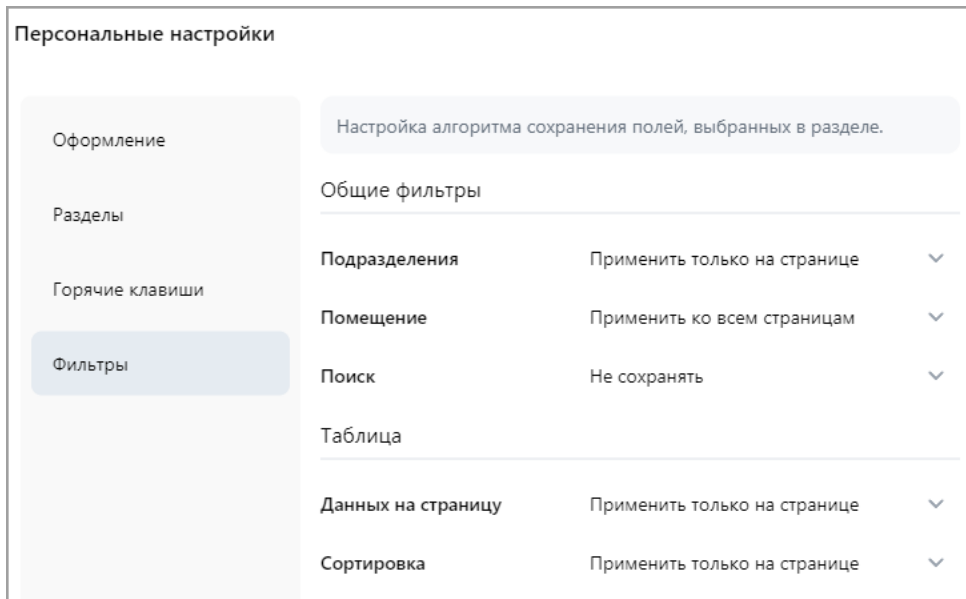 Персональные настройки
Оформление
Разделы
Горячие клавиши
Фильтры
Настройка алгоритма сохранения полей, выбранных в разделе.
Общие фильтры
Подразделения Применить только на странице
Помещение Применить ко всем страницам
Поиск Не сохранять
Таблица
Данных на страницу Применить только на странице
Сортировка Применить только на странице